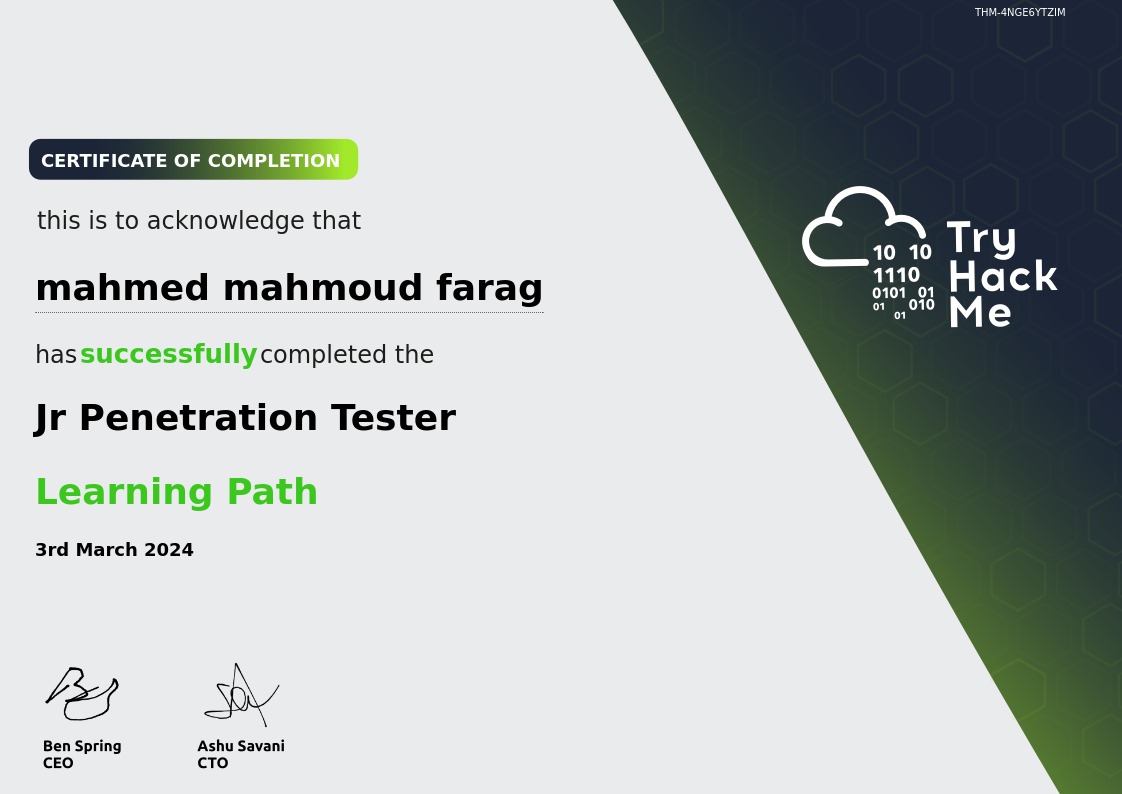 THM-4NGE6YTZIM
CERTIFICATE OF COMPLETION
this is to acknowledge that
mahmed mahmoud farag
has successfully completed the
Jr Penetration Tester
Learning Path
3rd March 2024
10 10
1110
0101 01
01 010
01
Try
Hack
Me
Ben Spring
CEO
Ashu Savani
CTO